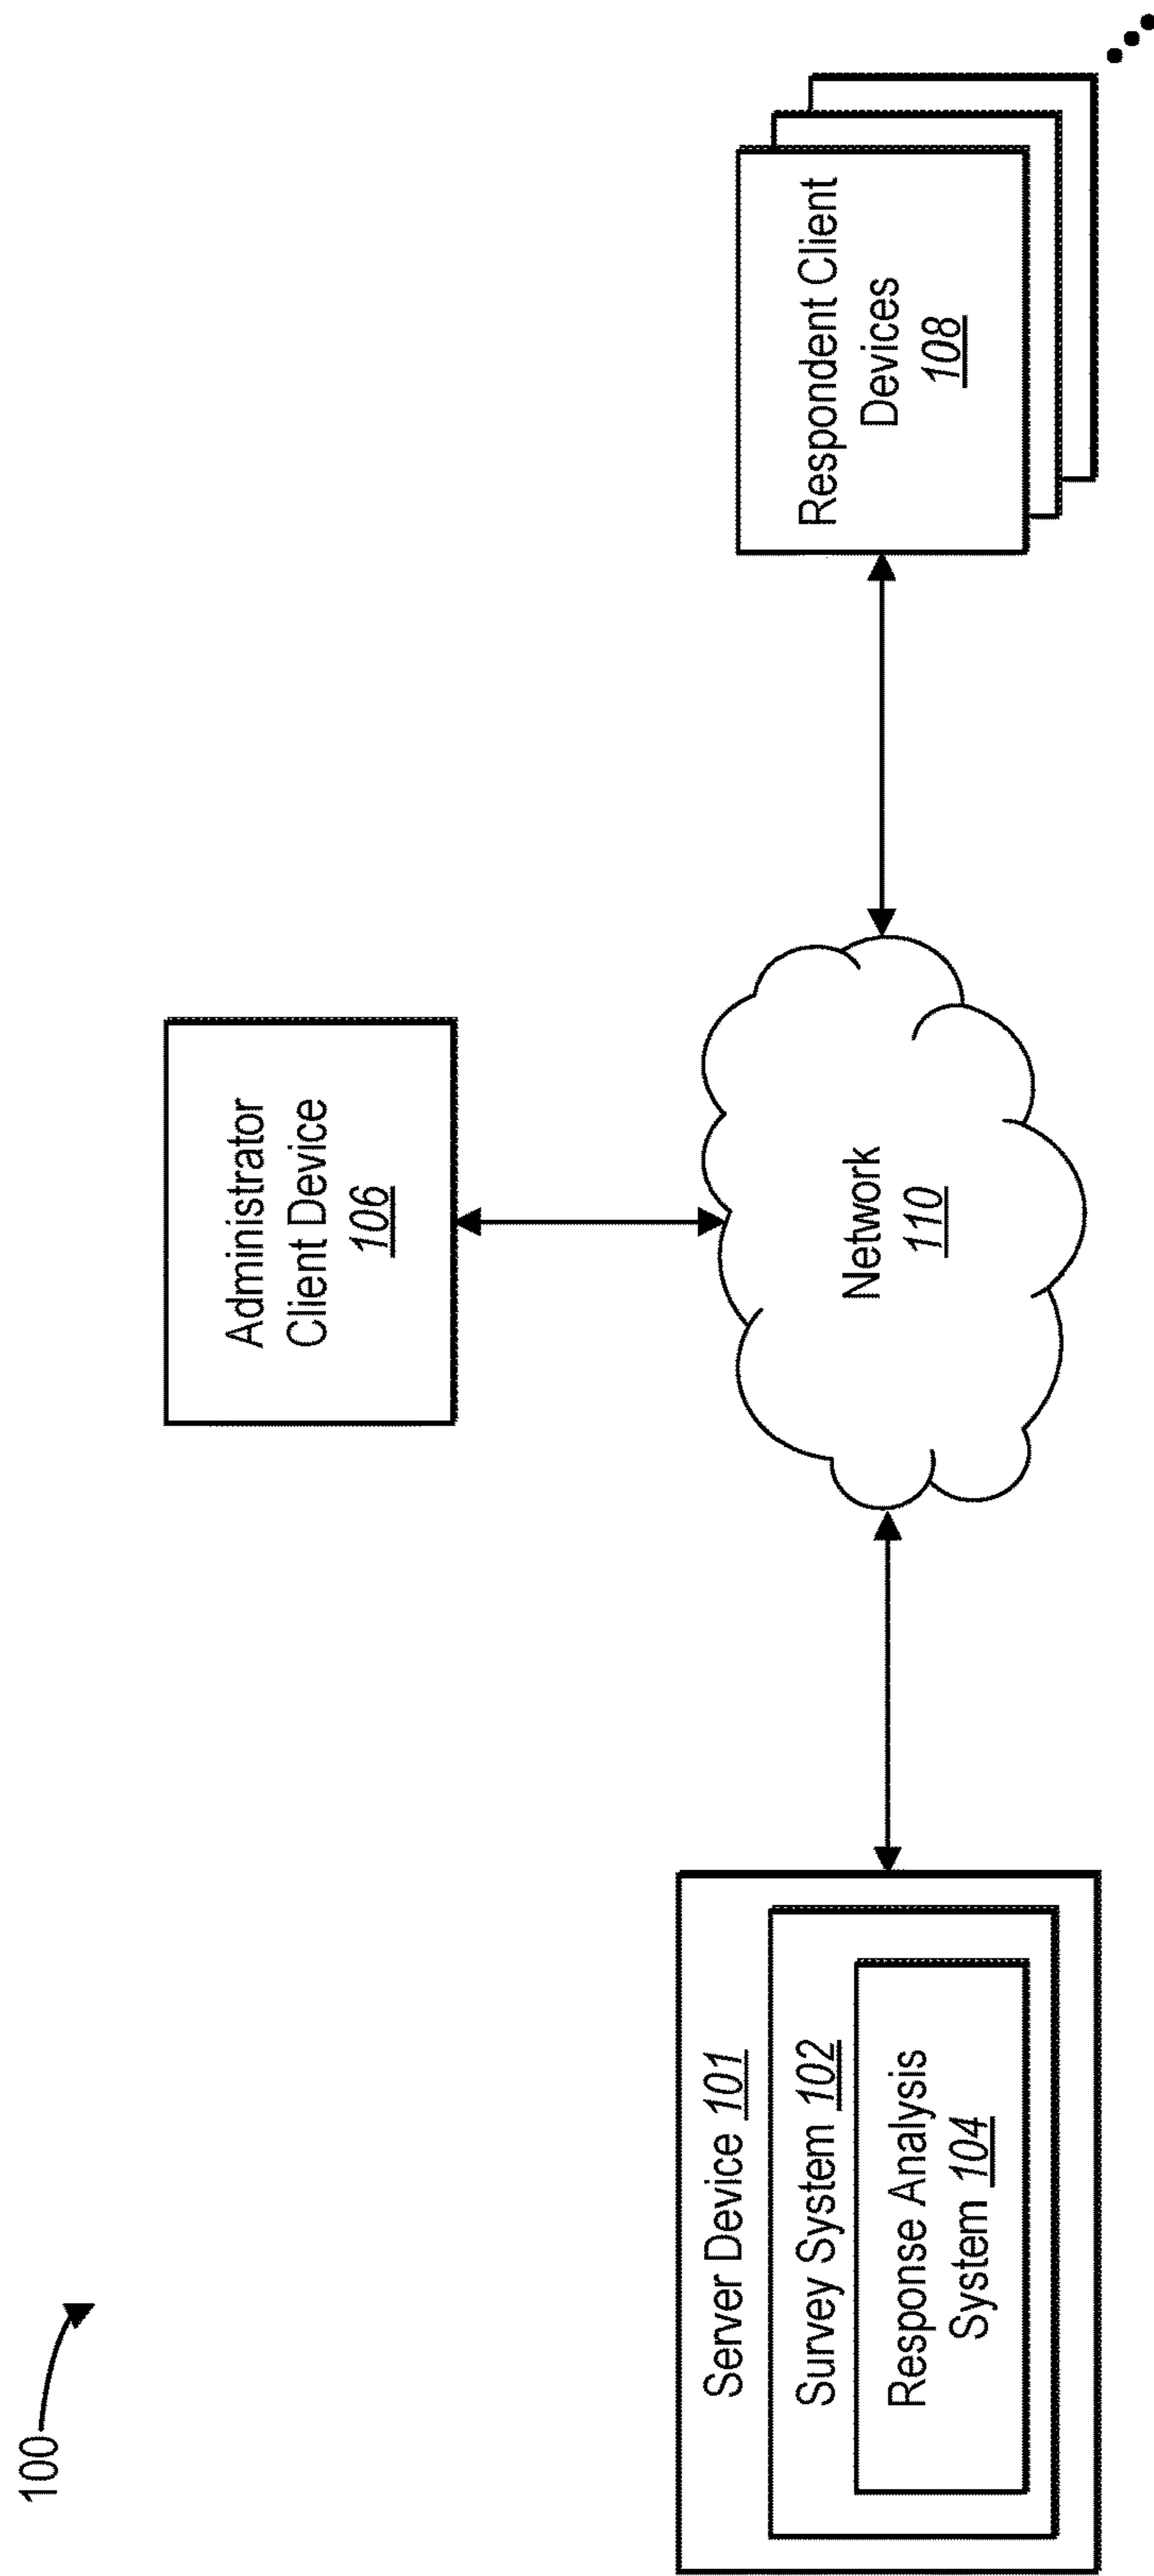 100
Administrator
Client Device
106
Server Device 101
Survey System 102
Response Analysis
System 104
Network
110
Respondent Client
Devices
108